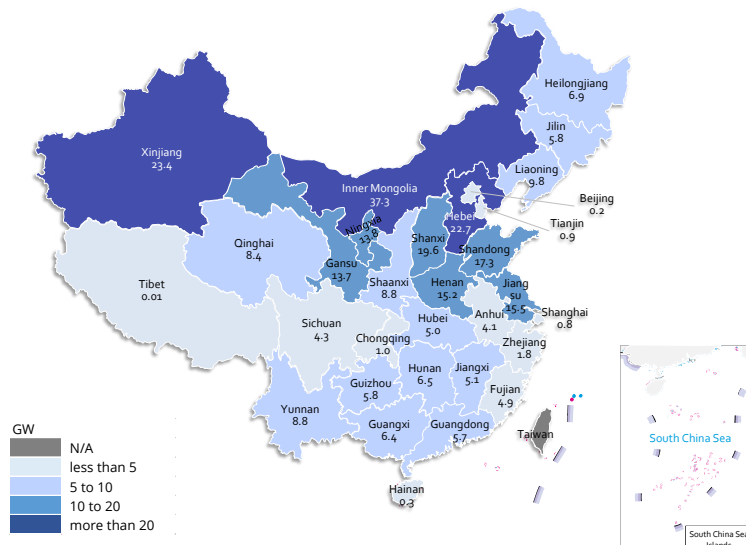 Heilongjiang
6.9
Jilin
5.8
Liaoning
9.8
Xinjiang
23.4
Inner Mongolia
37.3
Beijing
0.2
Hebei
22.7
Tianjin
0.9
Ningxia
13.8
Shanxi
19.6
Shandong
17.3
Qinghai
8.4
Gansu
13.7
Tibet
0.01
Shaanxi
8.8
Henan
15.2
Jiang
su
15.5
Shanghai
0.8
Anhui
4.1
Hubei
5.0
Sichuan
4.3
Chongqing
1.0
Zhejiang
1.8
Hunan
6.5
Jiangxi
5.1
Guizhou
5.8
Fujian
4.9
Yunnan
8.8
Guangxi
6.4
Guangdong
5.7
Taiwan
Hainan
0.3
GW
N/A
less than 5
5 to 10
10 to 20
more than 20
South China Sea
South China Sea
Islands